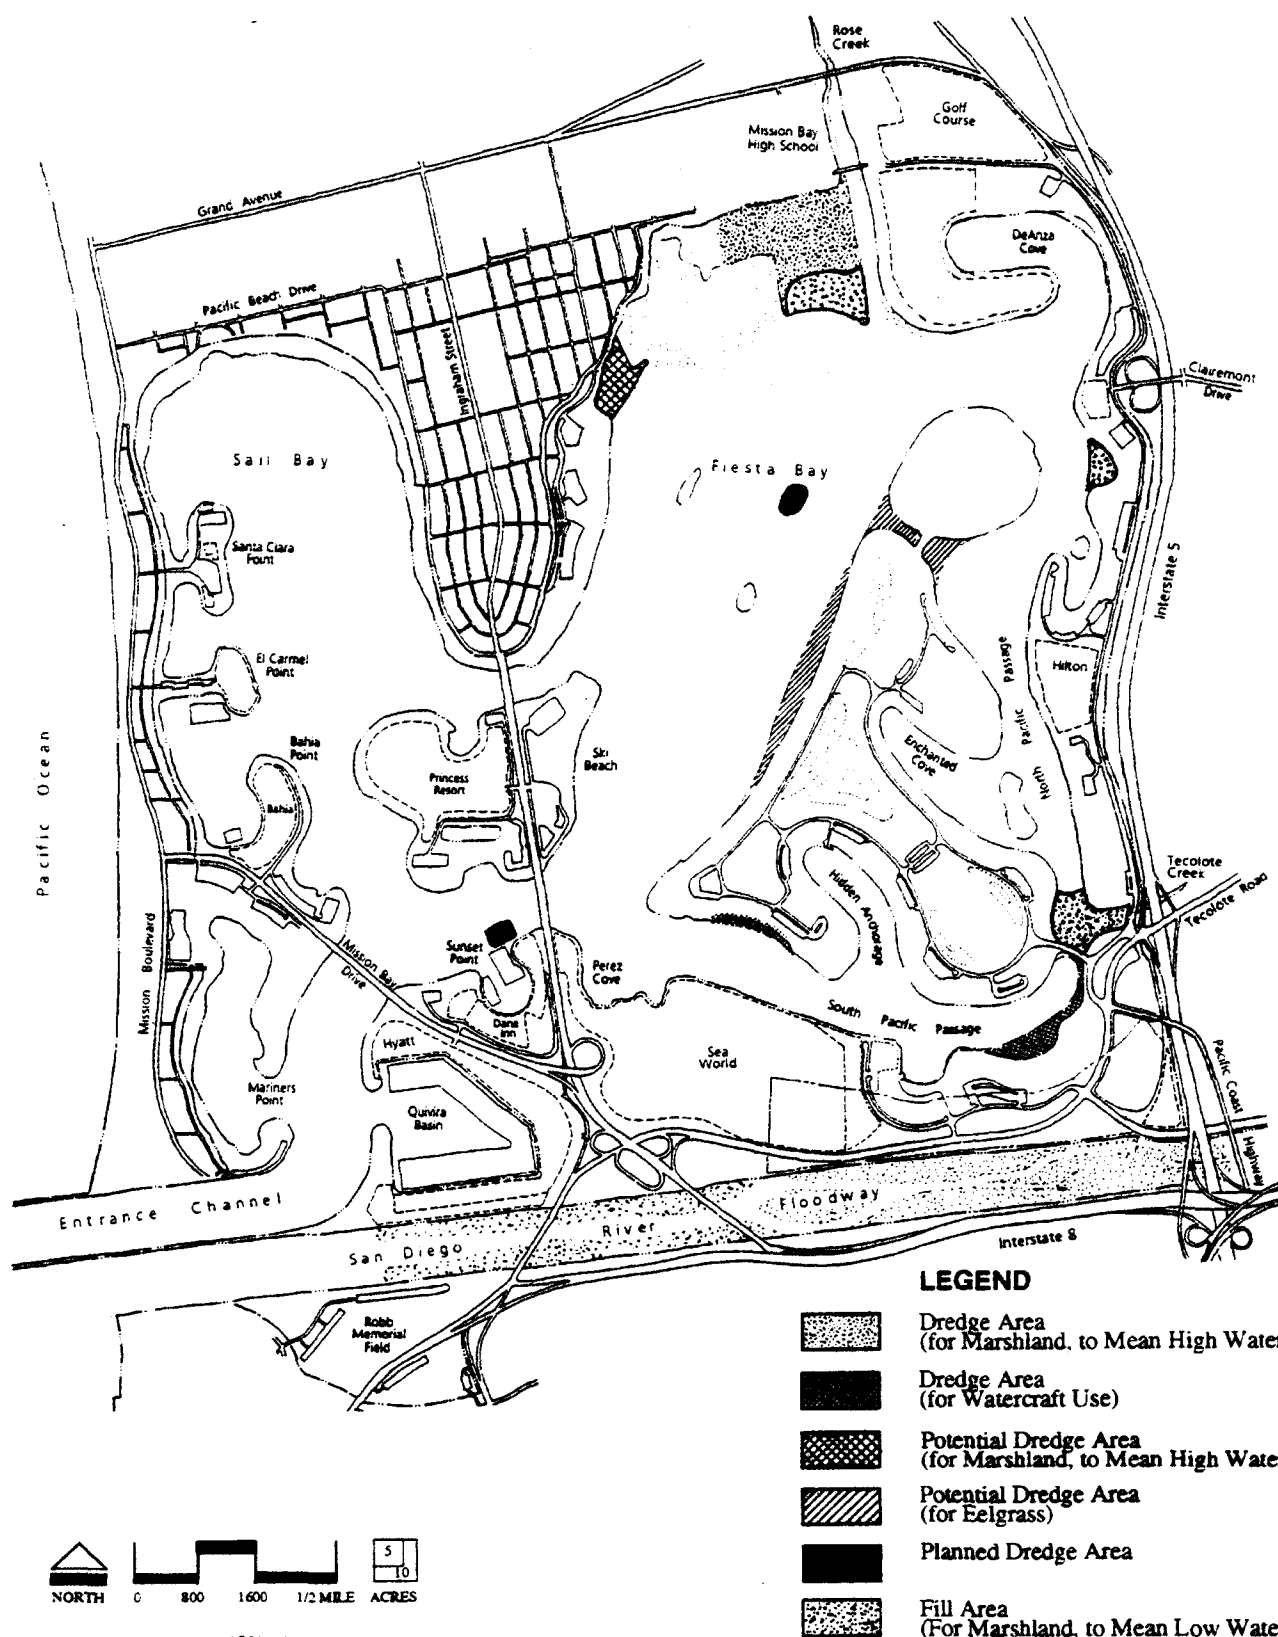 Rose
Creek
Golf
Course
Mission Bay
High School
Grand Avenue
DeAnza
Cove
Pacific Beach Drive
Ingraham Street
Clairemont
Drive
Sail Bay
Fiesta Bay
Santa Clara
Point
Interstate 5
El Carmel
Point
North Pacific Passage
Hilton
Pacific Ocean
Bahia
Point
Ski
Beach
Enchanted
Cove
Princess
Resort
Bahia
Tecolote
Creek
Tecolote Road
Hidden Anchorage
Mission Boulevard
Mission Bay
Drive
Sunset
Point
Perez
Cove
Dana
Inn
South Pacific Passage
Hyatt
Sea
World
Pacific Coast Highway
Mariners
Point
Quivira
Basin
Entrance Channel
San Diego River Floodway
Interstate 8
Robb
Memorial
Field
LEGEND
Dredge Area
(for Marshland, to Mean High Water
Dredge Area
(for Watercraft Use)
Potential Dredge Area
(for Marshland, to Mean High Wate
Potential Dredge Area
(for Eelgrass)
Planned Dredge Area
Fill Area
(For Marshland, to Mean Low Wate
NORTH 0 800 1600 1/2 MILE ACRES
5
10